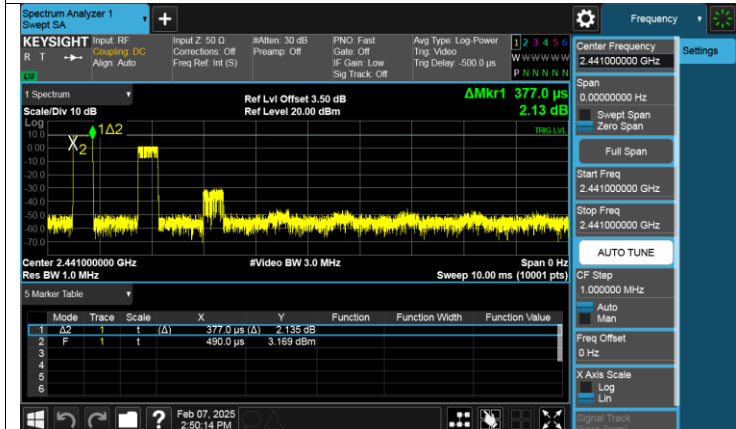 Spectrum Analyzer 1
Swept SA
Frequency
KEYSIGHT
R T
LU
Input: RF
Coupling: DC
Align: Auto
Input Z: 50 Ω
Corrections: Off
Freq Ref: Int (S)
#Atten: 30 dB
Preamp: Off
PNO: Fast
Gate: Off
IF Gain: Low
Sig Track: Off
Avg Type: Log-Power
Trig: Video
Trig Delay: -500.0 µs
1 2 3 4 5 6
W W W W W W
P N N N N N
Settings
Center Frequency
2.441000000 GHz
Span
0.00000000 Hz
Swept Span
Zero Span
Full Span
Start Freq
2.441000000 GHz
Stop Freq
2.441000000 GHz
AUTO TUNE
CF Step
1.000000 MHz
Auto
Man
Freq Offset
0 Hz
X Axis Scale
Log
Lin
Signal Track
1 Spectrum
Scale/Div 10 dB
Ref Lvl Offset 3.50 dB
Ref Level 20.00 dBm
ΔMkr1 377.0 µs
2.13 dB
Log
TRIG LVL
10.0
0.00
-10.0
-20.0
-30.0
-40.0
-50.0
-60.0
-70.0
1Δ2
X2
Center 2.441000000 GHz
Res BW 1.0 MHz
#Video BW 3.0 MHz
Span 0 Hz
Sweep 10.00 ms (10001 pts)
5 Marker Table
Mode Trace Scale X Y Function Function Width Function Value
1 Δ2 1 t (Δ) 377.0 µs (Δ) 2.135 dB
2 F 1 t 490.0 µs 3.169 dBm
3
4
5
6
?
Feb 07, 2025
2:50:14 PM